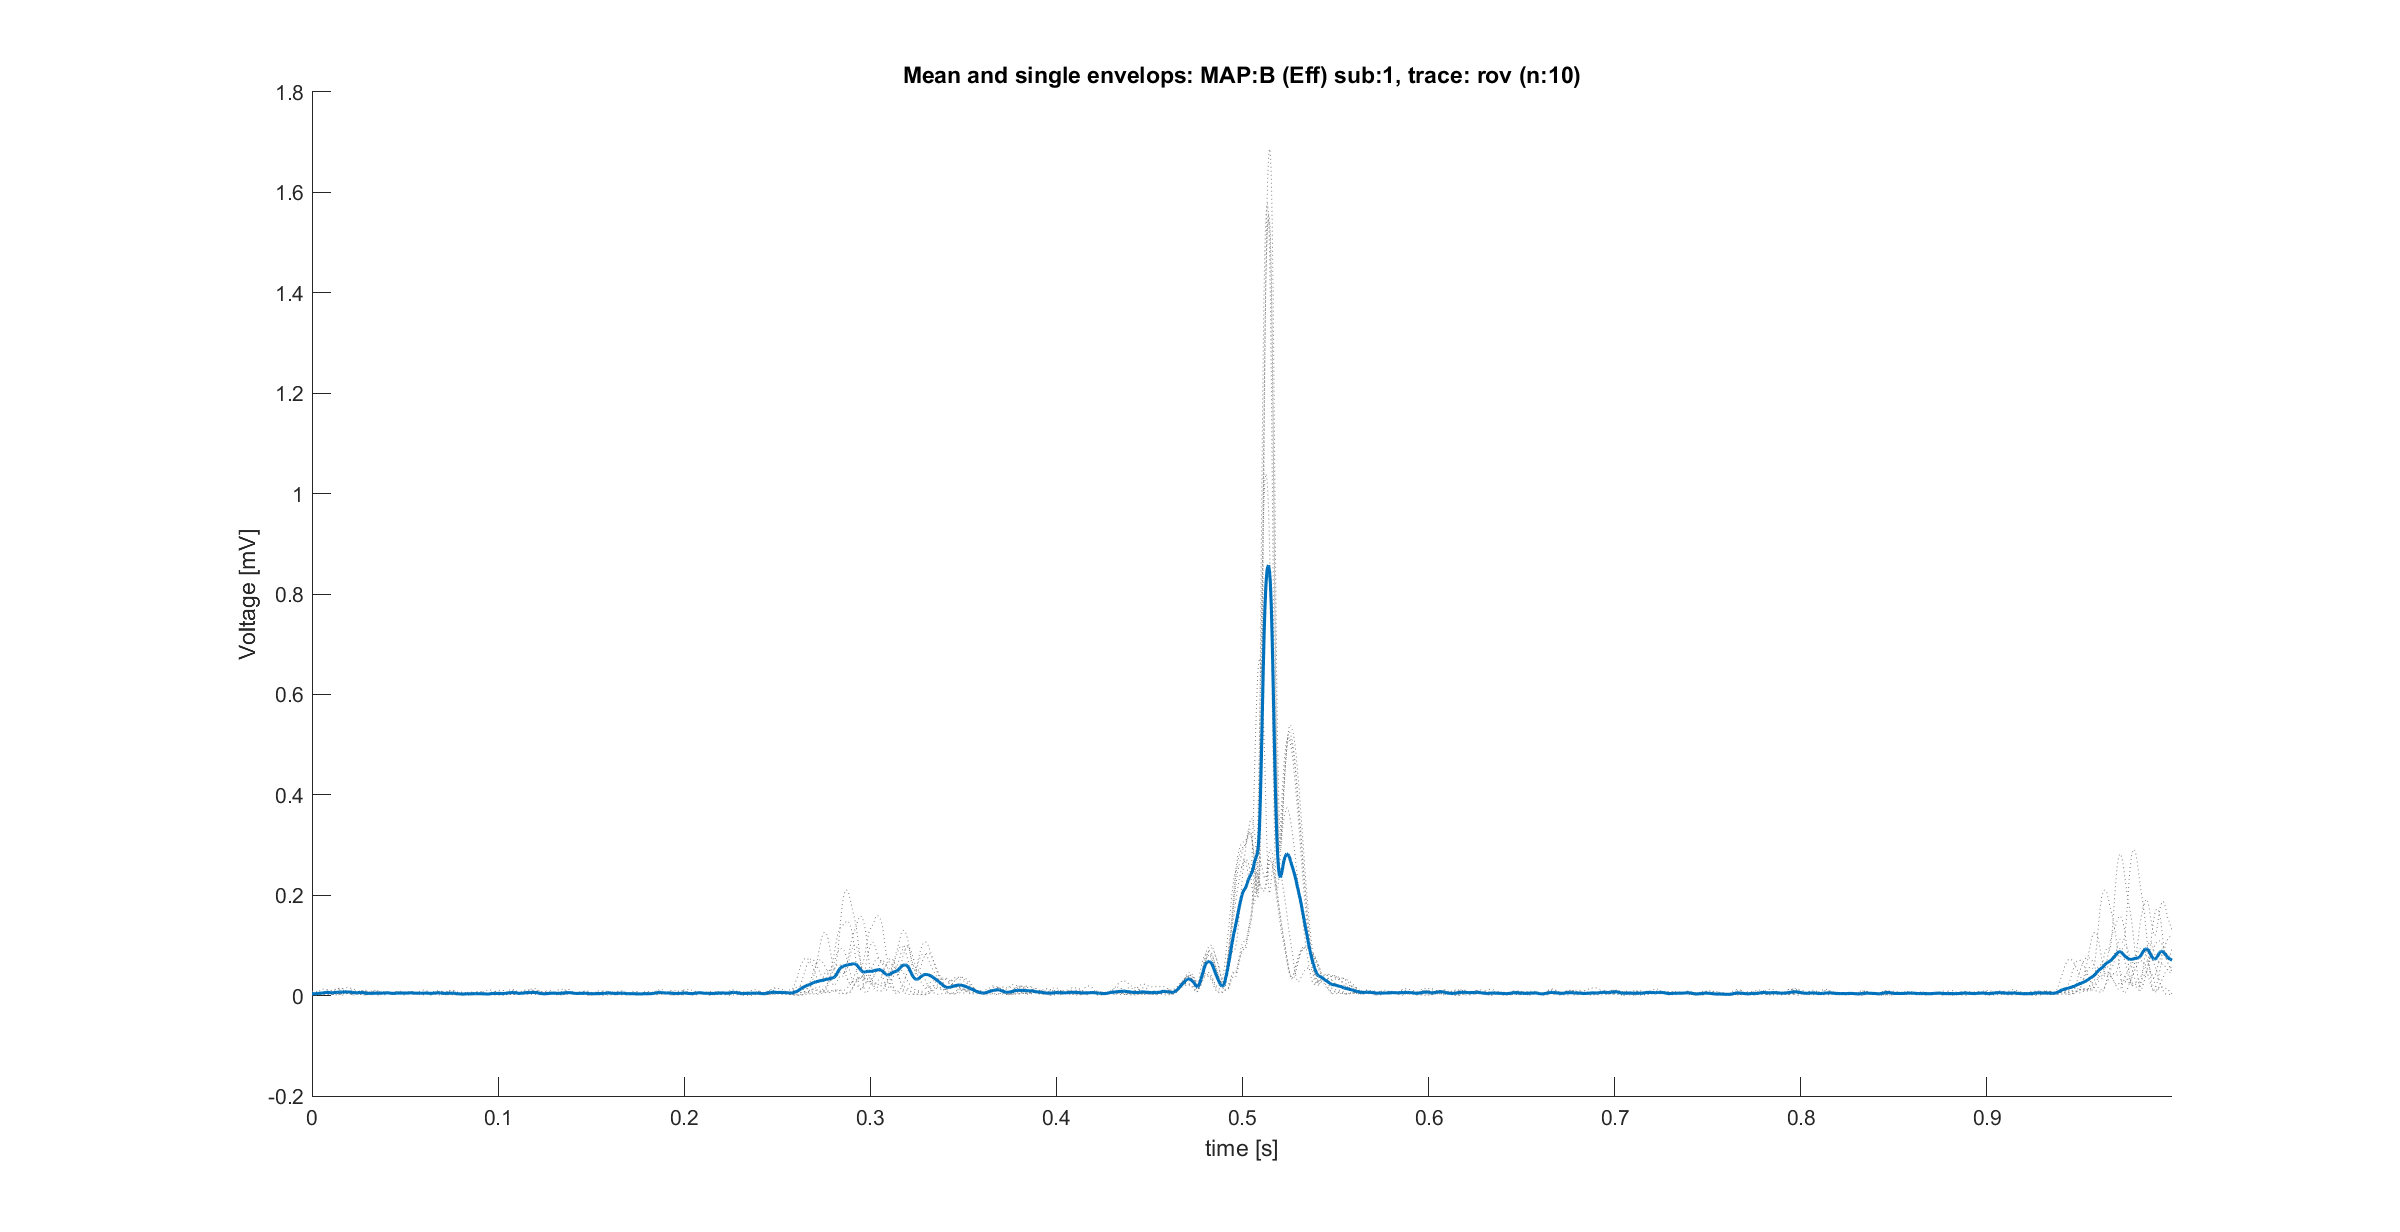 Mean and single envelops: MAP:B (Eff) sub:1, trace: rov (n:10)
1.8
1.6
1.4
1.2
1
0.8
0.6
0.4
0.2
0
-0.2
Voltage [mV]
0 0.1 0.2 0.3 0.4 0.5 0.6 0.7 0.8 0.9
time [s]